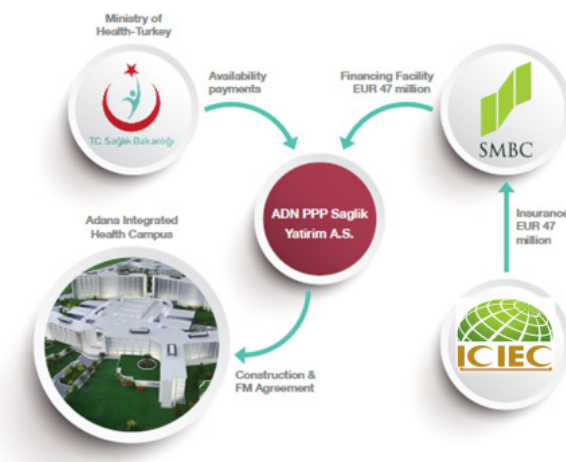 Ministry of
Health-Turkey
T.C. Sağlık Bakanlığı
Availability
payments
Financing Facility
EUR 47 million
SMBC
ADN PPP Saglik
Yatirim A.S.
Insurance
EUR 47
million
Adana Integrated
Health Campus
ICIEC
Construction &
FM Agreement